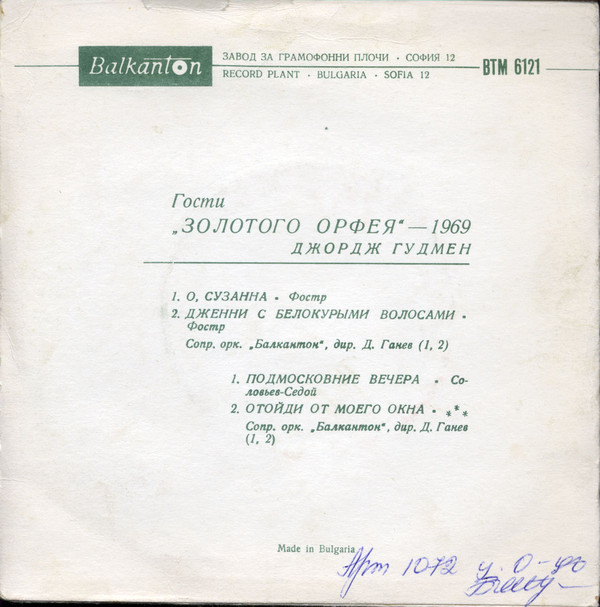 Balkanton
ЗАВОД ЗА ГРАМОФОННИ ПЛОЧИ · СОФИЯ 12
RECORD PLANT · BULGARIA · SOFIA 12
ВТМ 6121
Гости
„ЗОЛОТОГО ОРФЕЯ“ — 1969
ДЖОРДЖ ГУДМЕН
1. О, СУЗАННА • Фостр
2. ДЖЕННИ С БЕЛОКУРЫМИ ВОЛОСАМИ •
Фостр
Сопр. орк. „Балкантон“, дир. Д. Ганев (1, 2)
1. ПОДМОСКОВНИЕ ВЕЧЕРА • Со-
ловьев-Седой
2. ОТОЙДИ ОТ МОЕГО ОКНА • ***
Сопр. орк. „Балкантон“, дир. Д. Ганев
(1, 2)
Made in Bulgaria
Арт 1072 ц. 0-90